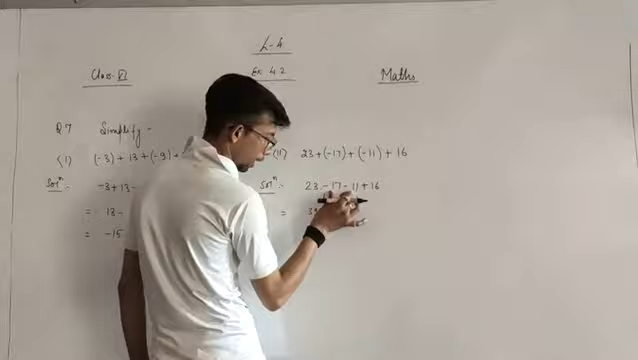 L-4
Class-VI
Ex 4.2
Maths
Q7 Simplify -
(I) (-3) + 13 + (-9) +
Solⁿ:- -3+13-
= 13 -
= -15
(II) 23 + (-17) + (-11) + 16
Solⁿ:- 23 - 17 - 11 + 16
=